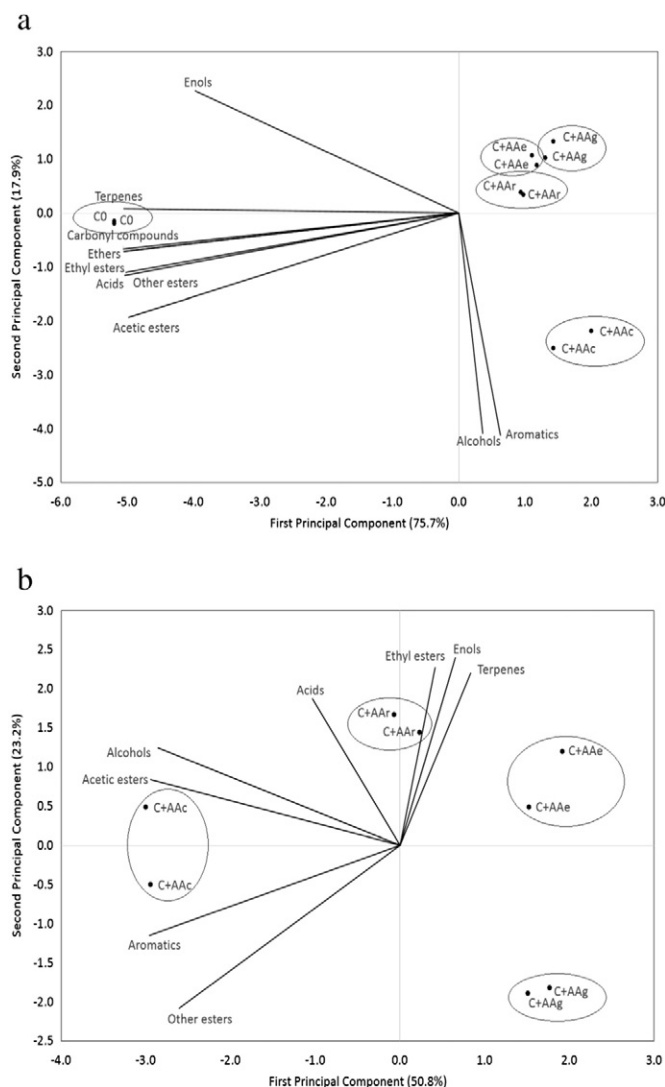 a
3.0
Enols
2.0
C+AAg
C+AAe
1.0
C+AAg
C+AAe
C+AAr
C+AAr
Terpenes
0.0
C0 C0
Carbonyl compounds
Ethers
-1.0
Ethyl esters
Acids Other esters
Acetic esters
-2.0
C+AAc
C+AAc
-3.0
-4.0
Alcohols Aromatics
-5.0
-6.0 -5.0 -4.0 -3.0 -2.0 -1.0 0.0 1.0 2.0 3.0
Second Principal Component (17.9%)
First Principal Component (75.7%)
b
3.0
2.5
Enols
Ethyl esters
Terpenes
2.0
Acids
C+AAr
1.5
C+AAr
Alcohols
C+AAe
1.0
Acetic esters
0.5
C+AAc
C+AAe
0.0
-0.5
C+AAc
-1.0
Aromatics
-1.5
C+AAg
-2.0
C+AAg
Other esters
-2.5
-4.0 -3.0 -2.0 -1.0 0.0 1.0 2.0 3.0
Second Principal Component (23.2%)
First Principal Component (50.8%)